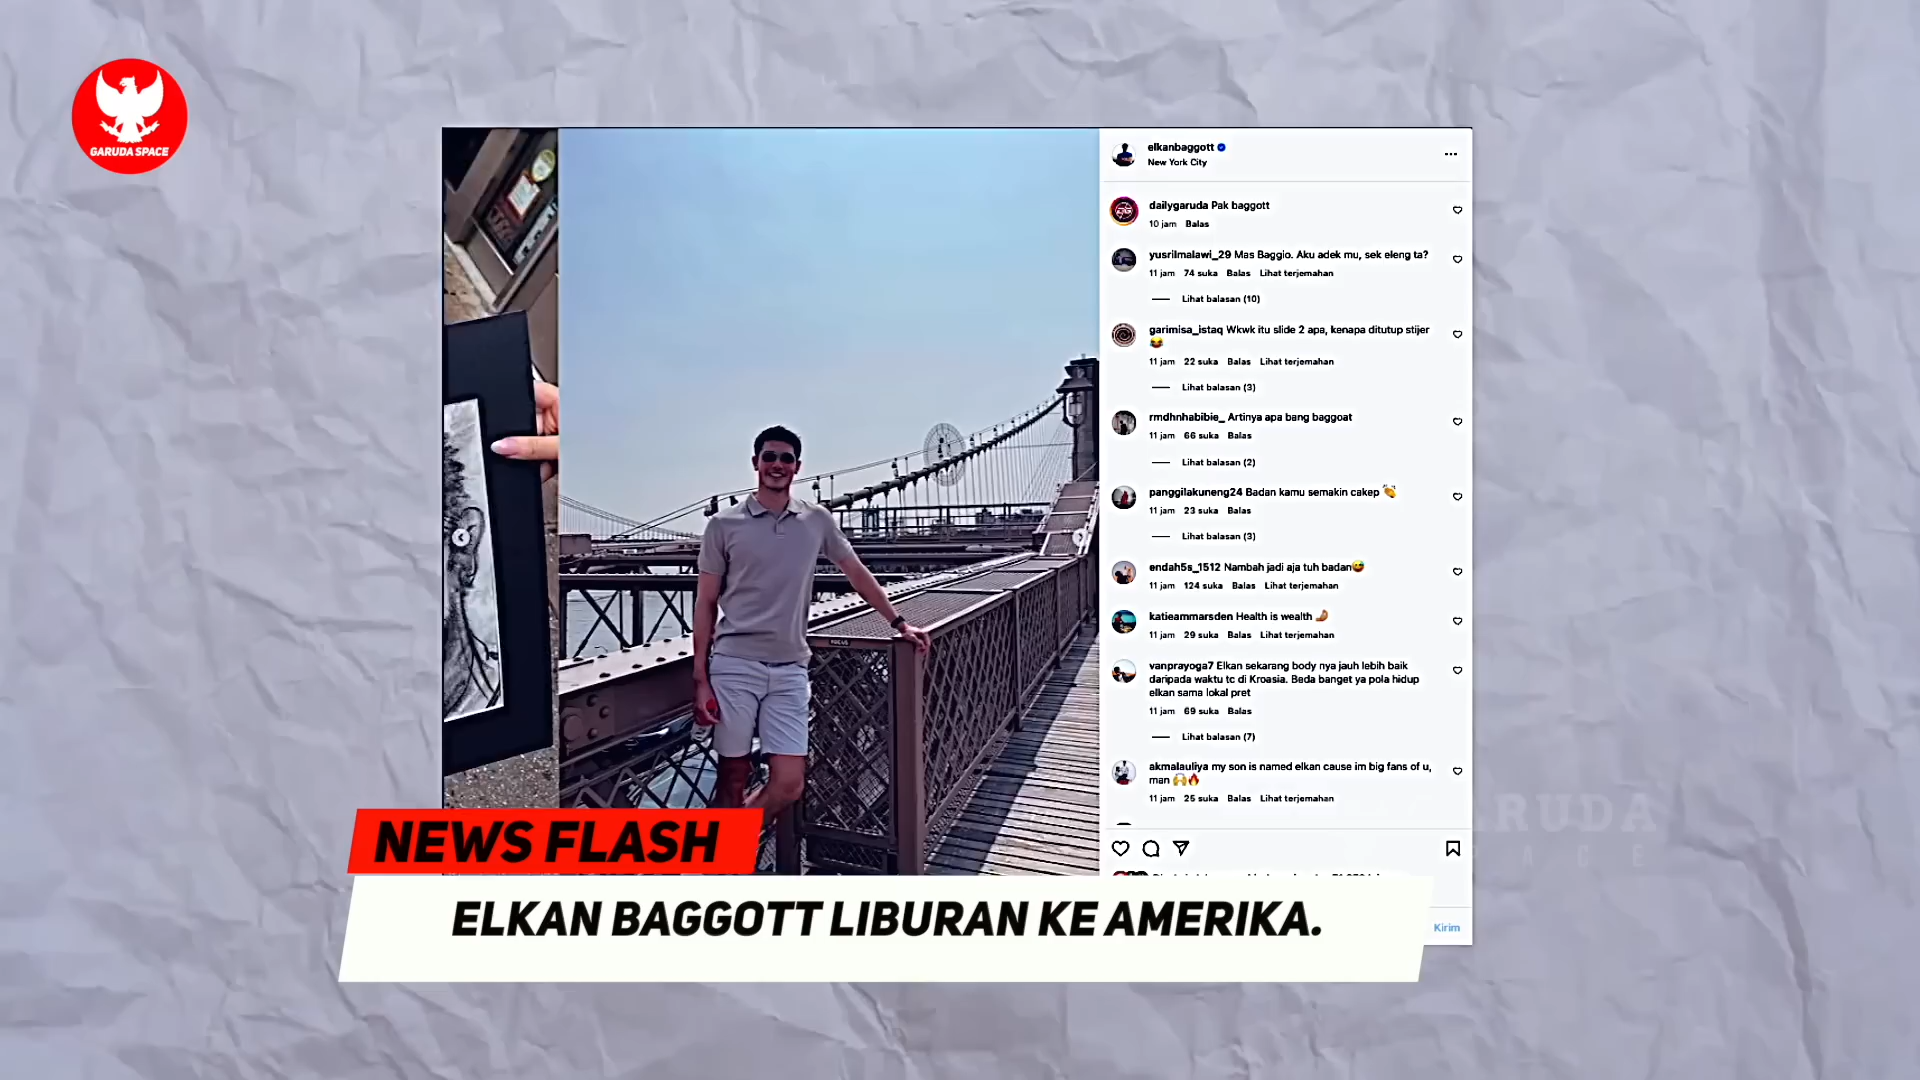 GARUDA SPACE
elkanbaggott
New York City
dailygaruda Pak baggott
10 jam Balas
yusrilmalawi_29 Mas Baggio. Aku adek mu, sek eleng ta?
11 jam 74 suka Balas Lihat terjemahan
Lihat balasan (10)
garimisa_istaq Wkwk itu slide 2 apa, kenapa ditutup stijer
😂
11 jam 22 suka Balas Lihat terjemahan
Lihat balasan (3)
rmdhnhabibie_ Artinya apa bang baggoat
11 jam 66 suka Balas
Lihat balasan (2)
panggilakuneng24 Badan kamu semakin cakep 👏
11 jam 23 suka Balas
Lihat balasan (3)
endah5s_1512 Nambah jadi aja tuh badan😅
11 jam 124 suka Balas Lihat terjemahan
katieammarsden Health is wealth 🤌
11 jam 29 suka Balas Lihat terjemahan
vanprayoga7 Elkan sekarang body nya jauh lebih baik
daripada waktu tc di Kroasia. Beda banget ya pola hidup
elkan sama lokal pret
11 jam 69 suka Balas
Lihat balasan (7)
akmalauliya my son is named elkan cause im big fans of u,
man 🙌🔥
11 jam 25 suka Balas Lihat terjemahan
NEWS FLASH
ELKAN BAGGOTT LIBURAN KE AMERIKA.
Kirim